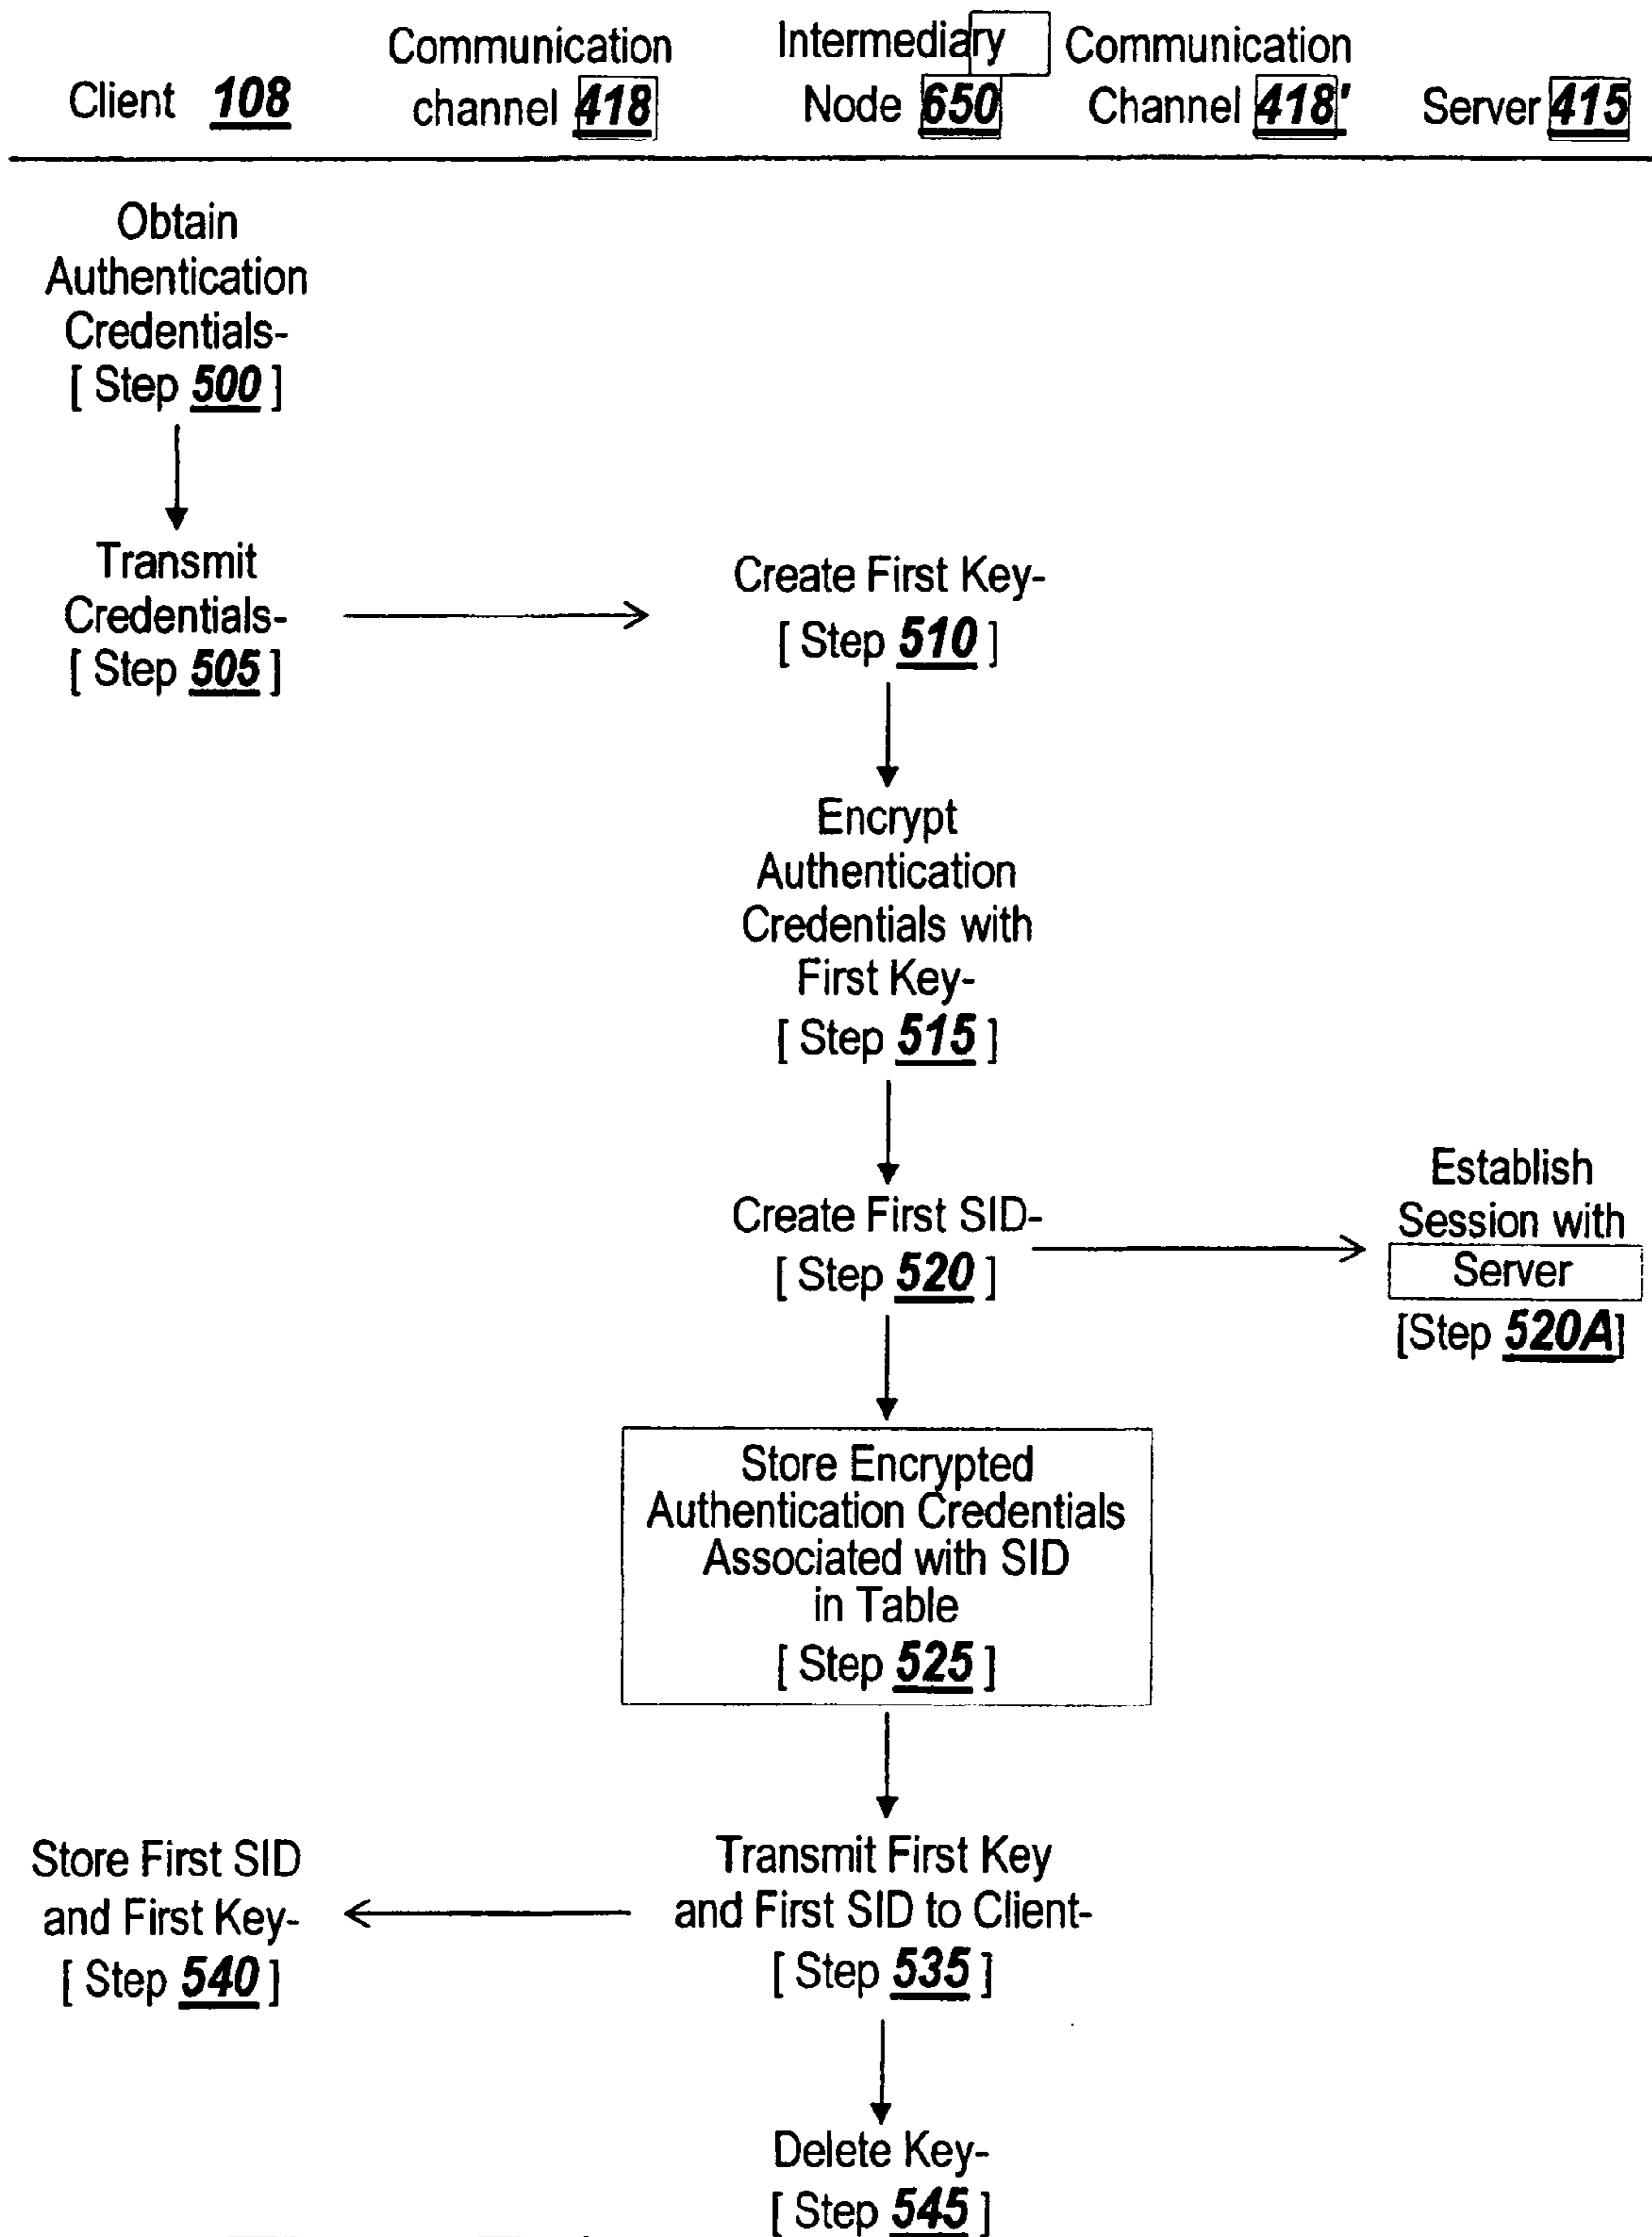 Client 108
Communication
channel 418
Intermediary
Node 650
Communication
Channel 418'
Server 415
Obtain
Authentication
Credentials-
[ Step 500 ]
Transmit
Credentials-
[ Step 505 ]
Create First Key-
[ Step 510 ]
Encrypt
Authentication
Credentials with
First Key-
[ Step 515 ]
Create First SID-
[ Step 520 ]
Establish
Session with
Server
[Step 520A]
Store Encrypted
Authentication Credentials
Associated with SID
in Table
[ Step 525 ]
Transmit First Key
and First SID to Client-
[ Step 535 ]
Store First SID
and First Key-
[ Step 540 ]
Delete Key-
[ Step 545 ]